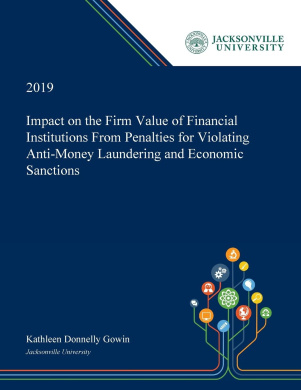 JACKSONVILLE
UNIVERSITY
2019
Impact on the Firm Value of Financial
Institutions From Penalties for Violating
Anti-Money Laundering and Economic
Sanctions
Kathleen Donnelly Gowin
Jacksonville University